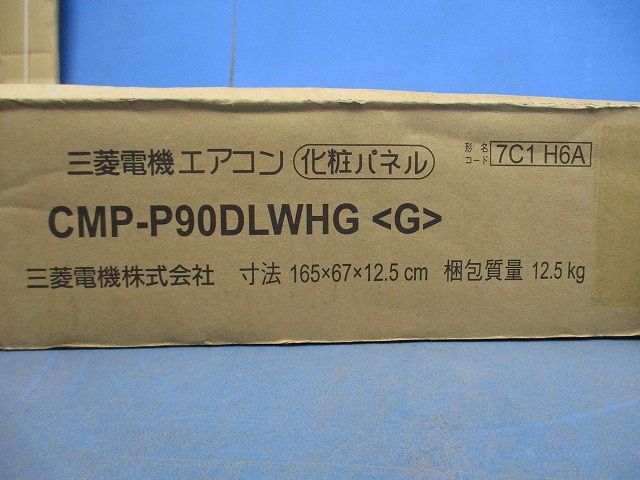 三菱電機エアコン 化粧パネル 形名コード 7C1 H6A
CMP-P90DLWHG <G>
三菱電機株式会社 寸法 165×67×12.5 cm 梱包質量 12.5 kg